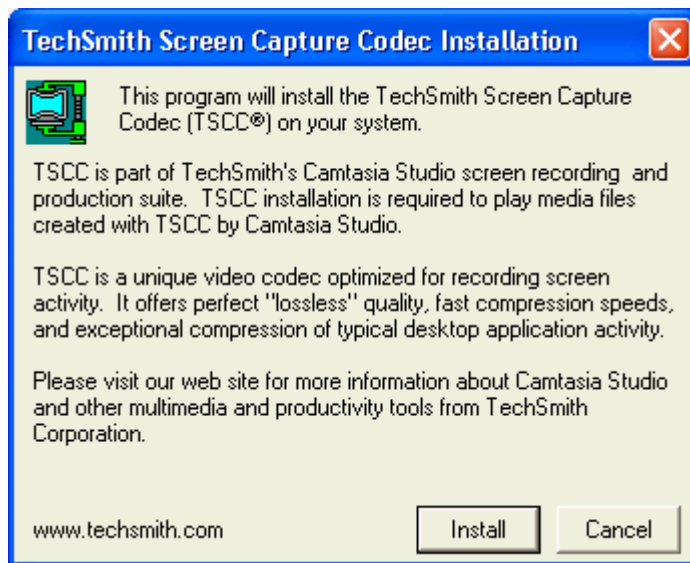 TechSmith Screen Capture Codec Installation
This program will install the TechSmith Screen Capture
Codec (TSCC®) on your system.
TSCC is part of TechSmith's Camtasia Studio screen recording  and
production suite.  TSCC installation is required to play media files
created with TSCC by Camtasia Studio.
TSCC is a unique video codec optimized for recording screen
activity.  It offers perfect "lossless" quality, fast compression speeds,
and exceptional compression of typical desktop application activity.
Please visit our web site for more information about Camtasia Studio
and other multimedia and productivity tools from TechSmith
Corporation.
www.techsmith.com
Install
Cancel